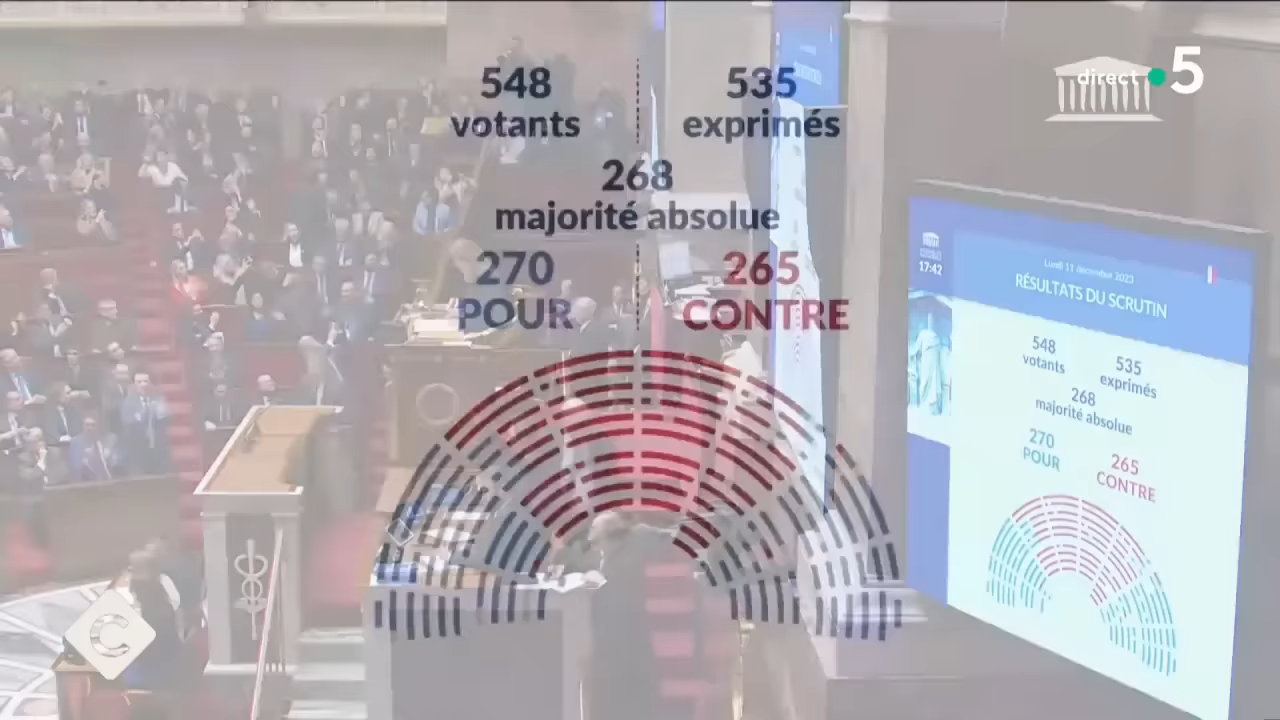 548
votants
535
exprimés
268
majorité absolue
270
POUR
265
CONTRE
direct 5
17:42
Lundi 11 décembre 2023
RÉSULTATS DU SCRUTIN
548
votants
535
exprimés
268
majorité absolue
270
POUR
265
CONTRE
C